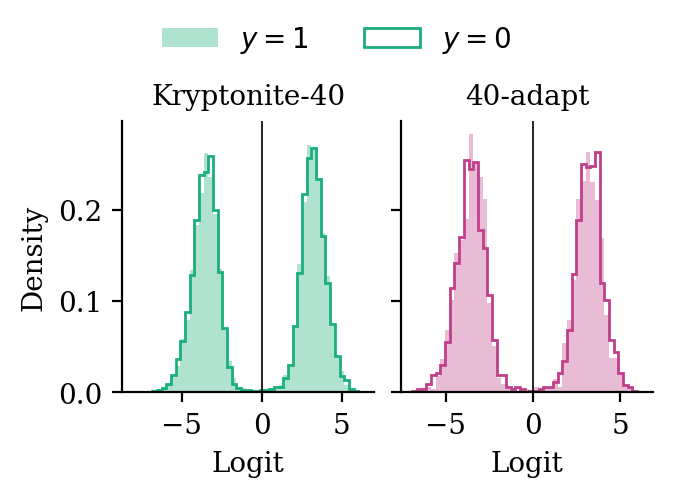 y = 1 y = 0
Kryptonite-40 40-adapt
Density
0.2
0.1
0.0
−5 0 5 −5 0 5
Logit Logit